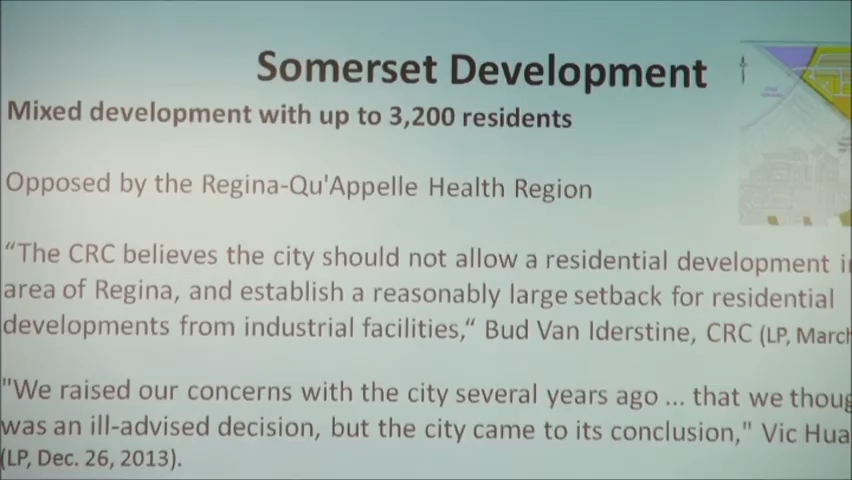 Somerset Development
Mixed development with up to 3,200 residents
Opposed by the Regina-Qu'Appelle Health Region
“The CRC believes the city should not allow a residential development
area of Regina, and establish a reasonably large setback for residential
developments from industrial facilities,“ Bud Van Iderstine, CRC (LP, March
"We raised our concerns with the city several years ago ... that we
was an ill-advised decision, but the city came to its conclusion," Vic
(LP, Dec. 26, 2013).